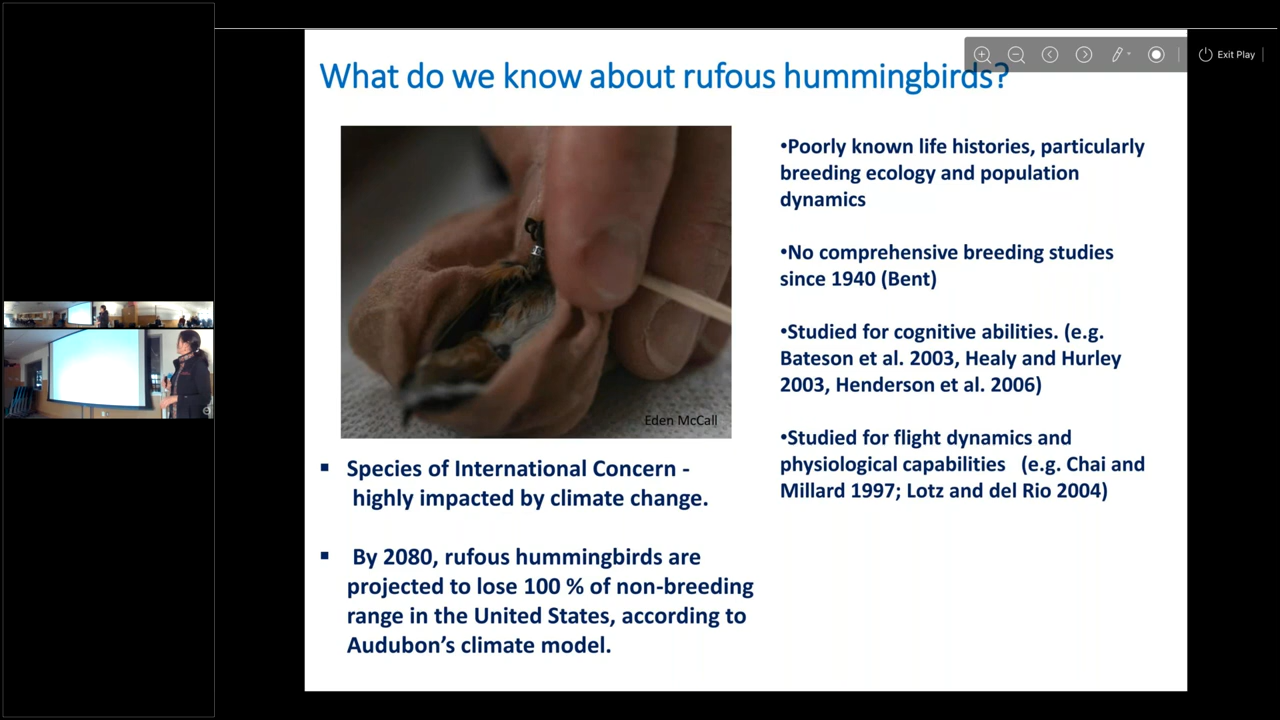 What do we know about rufous hummingbirds?
Exit Play
Eden McCall
▪ Species of International Concern -
highly impacted by climate change.
▪ By 2080, rufous hummingbirds are
projected to lose 100 % of non-breeding
range in the United States, according to
Audubon's climate model.
•Poorly known life histories, particularly
breeding ecology and population
dynamics
•No comprehensive breeding studies
since 1940 (Bent)
•Studied for cognitive abilities. (e.g.
Bateson et al. 2003, Healy and Hurley
2003, Henderson et al. 2006)
•Studied for flight dynamics and
physiological capabilities (e.g. Chai and
Millard 1997; Lotz and del Rio 2004)